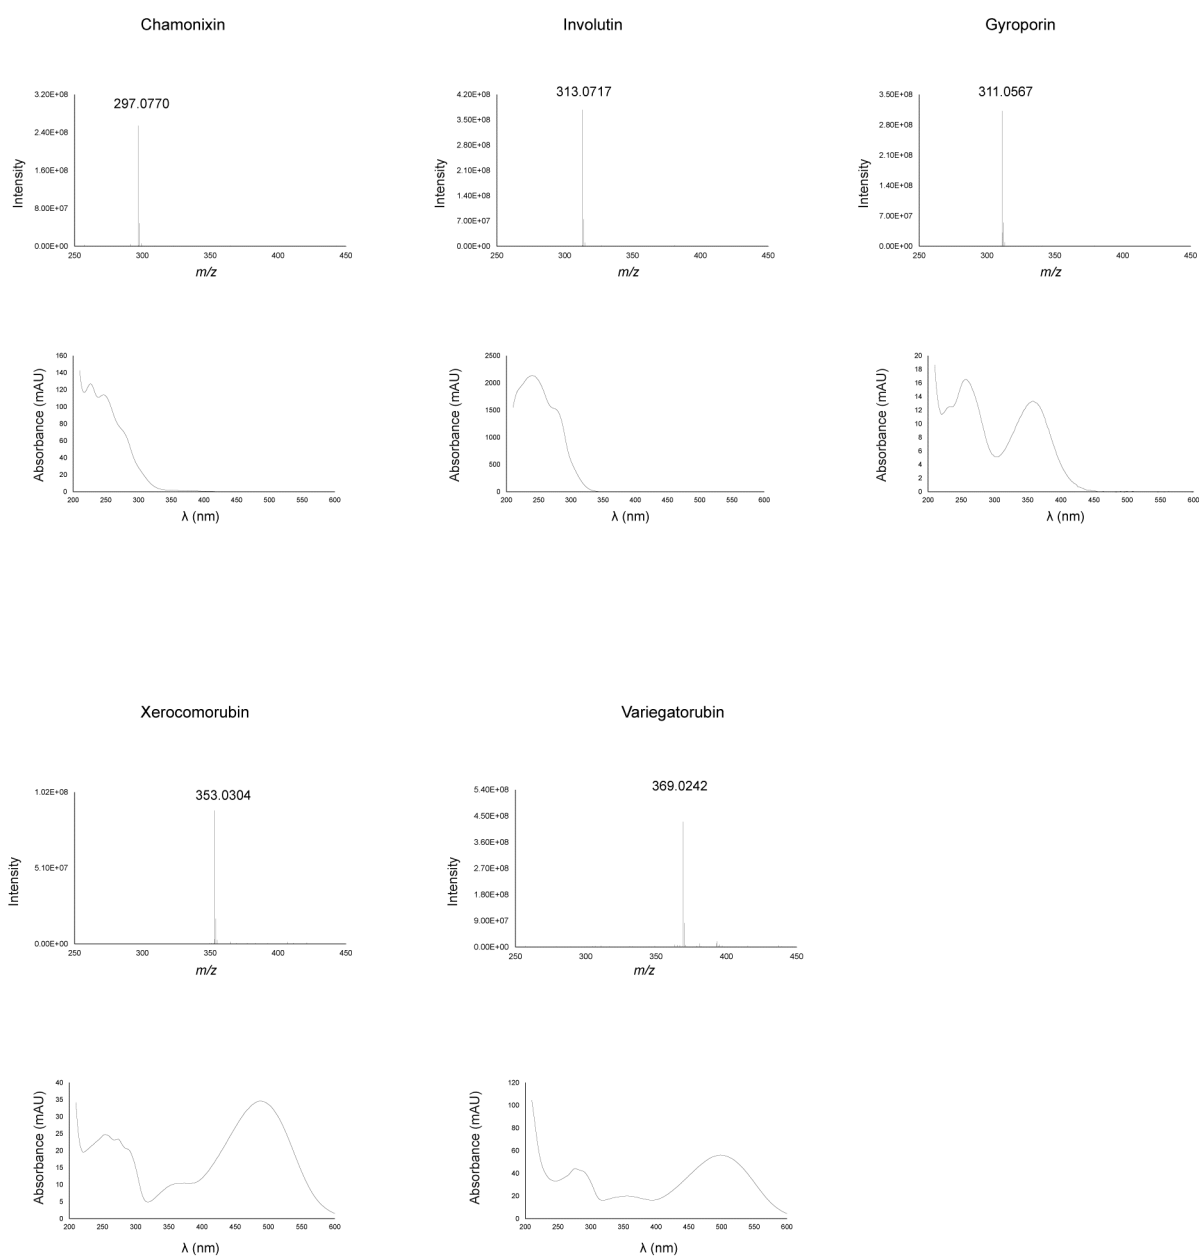 Chamonixin
Involutin
Gyroporin
297.0770
313.0717
311.0567
3.20E+08
2.40E+08
1.60E+08
8.00E+07
0.00E+00
Intensity
250 300 350 400 450
m/z
4.20E+08
3.50E+08
2.80E+08
2.10E+08
1.40E+08
7.00E+07
0.00E+00
Intensity
250 300 350 400 450
m/z
3.50E+08
2.80E+08
2.10E+08
1.40E+08
7.00E+07
0.00E+00
Intensity
250 300 350 400 450
m/z
160
140
120
100
80
60
40
20
0
Absorbance (mAU)
200 250 300 350 400 450 500 550 600
λ (nm)
2500
2000
1500
1000
500
0
Absorbance (mAU)
200 250 300 350 400 450 500 550 600
λ (nm)
20
18
16
14
12
10
8
6
4
2
0
Absorbance (mAU)
200 250 300 350 400 450 500 550 600
λ (nm)
Xerocomorubin
Variegatorubin
353.0304
369.0242
1.02E+08
5.10E+07
0.00E+00
Intensity
250 300 350 400 450
m/z
5.40E+08
4.50E+08
3.60E+08
2.70E+08
1.80E+08
9.00E+07
0.00E+00
Intensity
250 300 350 400 450
m/z
40
35
30
25
20
15
10
5
0
Absorbance (mAU)
200 250 300 350 400 450 500 550 600
λ (nm)
120
100
80
60
40
20
0
Absorbance (mAU)
200 250 300 350 400 450 500 550 600
λ (nm)